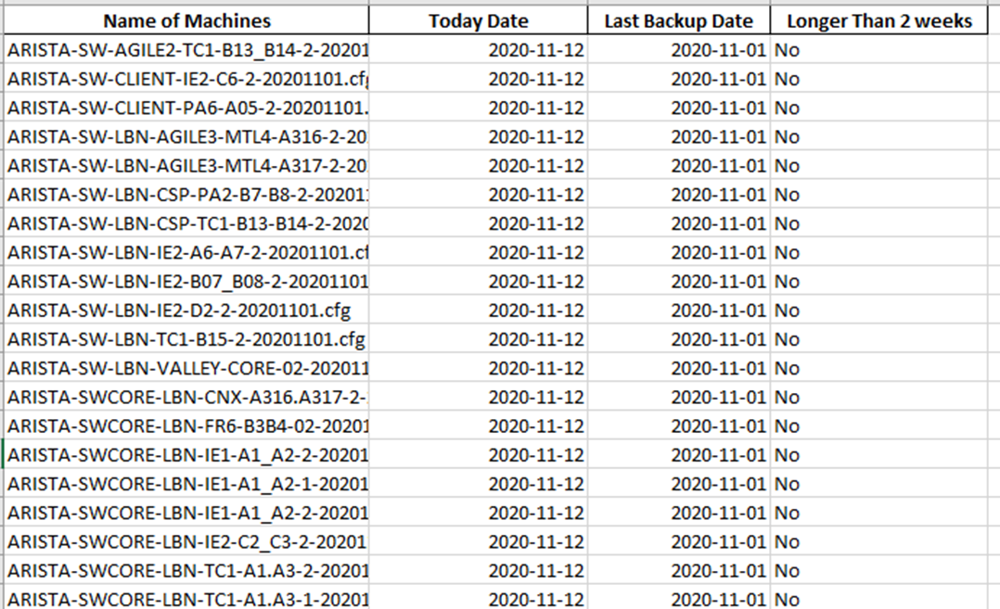 Name of Machines Today Date Last Backup Date Longer Than 2 weeks
ARISTA-SW-AGILE2-TC1-B13_B14-2-20201 2020-11-12 2020-11-01 No
ARISTA-SW-CLIENT-IE2-C6-2-20201101.cf 2020-11-12 2020-11-01 No
ARISTA-SW-CLIENT-PA6-A05-2-20201101. 2020-11-12 2020-11-01 No
ARISTA-SW-LBN-AGILE3-MTL4-A316-2-20 2020-11-12 2020-11-01 No
ARISTA-SW-LBN-AGILE3-MTL4-A317-2-20 2020-11-12 2020-11-01 No
ARISTA-SW-LBN-CSP-PA2-B7-B8-2-20201 2020-11-12 2020-11-01 No
ARISTA-SW-LBN-CSP-TC1-B13-B14-2-2020 2020-11-12 2020-11-01 No
ARISTA-SW-LBN-IE2-A6-A7-2-20201101.cf 2020-11-12 2020-11-01 No
ARISTA-SW-LBN-IE2-B07_B08-2-20201101 2020-11-12 2020-11-01 No
ARISTA-SW-LBN-IE2-D2-2-20201101.cfg 2020-11-12 2020-11-01 No
ARISTA-SW-LBN-TC1-B15-2-20201101.cfg 2020-11-12 2020-11-01 No
ARISTA-SW-LBN-VALLEY-CORE-02-202011 2020-11-12 2020-11-01 No
ARISTA-SWCORE-LBN-CNX-A316.A317-2- 2020-11-12 2020-11-01 No
ARISTA-SWCORE-LBN-FR6-B3B4-02-20201 2020-11-12 2020-11-01 No
ARISTA-SWCORE-LBN-IE1-A1_A2-2-20201 2020-11-12 2020-11-01 No
ARISTA-SWCORE-LBN-IE1-A1_A2-1-20201 2020-11-12 2020-11-01 No
ARISTA-SWCORE-LBN-IE1-A1_A2-2-20201 2020-11-12 2020-11-01 No
ARISTA-SWCORE-LBN-IE2-C2_C3-2-20201 2020-11-12 2020-11-01 No
ARISTA-SWCORE-LBN-TC1-A1.A3-2-20201 2020-11-12 2020-11-01 No
ARISTA-SWCORE-LBN-TC1-A1.A3-1-20201 2020-11-12 2020-11-01 No